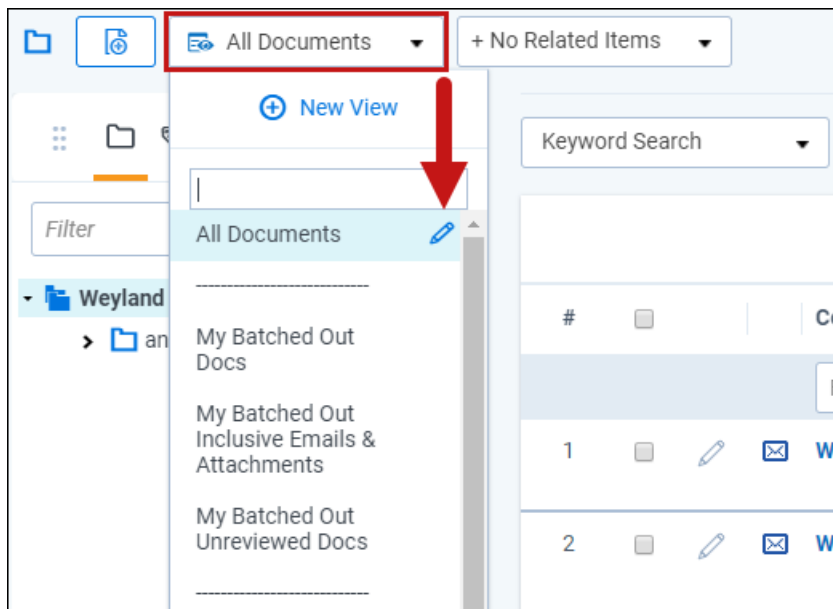 All Documents
+ No Related Items
New View
Keyword Search
Filter
All Documents
---------------------------
Weyland
an
My Batched Out
Docs
My Batched Out
Inclusive Emails &
Attachments
My Batched Out
Unreviewed Docs
---------------------------
#
1
W
2
W